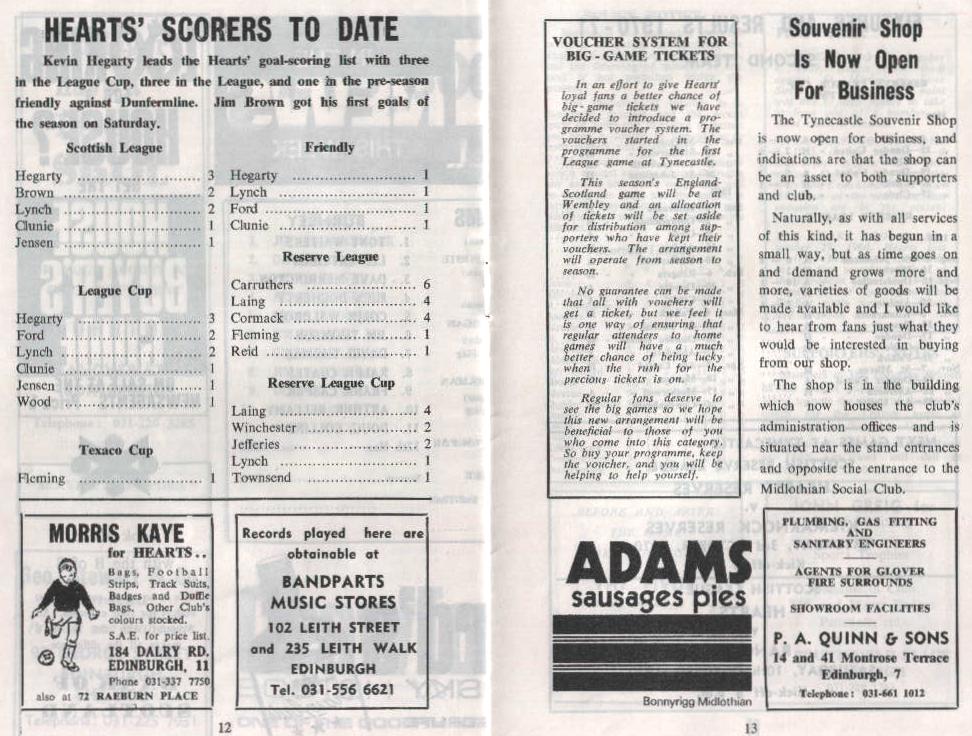 HEARTS' SCORERS TO DATE
Kevin Hegarty leads the Hearts' goal-scoring list with three
in the League Cup, three in the League, and one in the pre-season
friendly against Dunfermline. Jim Brown got his first goals of
the season on Saturday.
Scottish League
Hegarty ........................ 3
Brown ........................ 2
Lynch ........................ 2
Clunie ........................ 1
Jensen ........................ 1
League Cup
Hegarty ........................ 3
Ford ........................ 2
Lynch ........................ 2
Clunie ........................ 1
Jensen ........................ 1
Wood ........................ 1
Texaco Cup
Fleming ........................ 1
Friendly
Hegarty ........................ 1
Lynch ........................ 1
Ford ........................ 1
Clunie ........................ 1
Reserve League
Carruthers ........................ 6
Laing ........................ 4
Cormack ........................ 4
Fleming ........................ 1
Reid ........................ 1
Reserve League Cup
Laing ........................ 4
Winchester ........................ 2
Jefferies ........................ 2
Lynch ........................ 1
Townsend ........................ 1
MORRIS KAYE
for HEARTS..
Bags, Football
Strips, Track Suits,
Badges and Duffle
Bags. Other Club's
colours stocked.
S.A.E. for price list.
184 DALRY RD.
EDINBURGH, 11
Phone 031-337 7750
also at 72 RAEBURN PLACE
Records played here are
obtainable at
BANDPARTS
MUSIC STORES
102 LEITH STREET
and 235 LEITH WALK
EDINBURGH
Tel. 031-556 6621
12
VOUCHER SYSTEM FOR
BIG-GAME TICKETS
In an effort to give Hearts'
loyal fans a better chance of
big-game tickets we have
decided to introduce a pro-
gramme voucher system. The
vouchers started in the
programme for the first
League game at Tynecastle.
This season's England-
Scotland game will be at
Wembley and an allocation
of tickets will be set aside
for distribution among sup-
porters who have kept their
vouchers. The arrangement
will operate from season to
season.
No guarantee can be made
that all with vouchers will
get a ticket, but we feel it
is one way of ensuring that
regular attenders to home
games will have a much
better chance of being lucky
when the rush for the
precious tickets is on.
Regular fans deserve to
see the big games so we hope
this new arrangement will be
beneficial to those of you
who come into this category.
So buy your programme, keep
the voucher, and you will be
helping to help yourself.
ADAMS
sausages pies
Bonnyrigg Midlothian
Souvenir Shop
Is Now Open
For Business
The Tynecastle Souvenir Shop
is now open for business, and
indications are that the shop can
be an asset to both supporters
and club.
Naturally, as with all services
of this kind, it has begun in a
small way, but as time goes on
and demand grows more and
more, varieties of goods will be
made available and I would like
to hear from fans just what they
would be interested in buying
from our shop.
The shop is in the building
which now houses the club's
administration offices and is
situated near the stand entrances
and opposite the entrance to the
Midlothian Social Club.
PLUMBING, GAS FITTING
AND
SANITARY ENGINEERS
AGENTS FOR GLOVER
FIRE SURROUNDS
SHOWROOM FACILITIES
P. A. QUINN & SONS
14 and 41 Montrose Terrace
Edinburgh, 7
Telephone: 031-661 1012
13